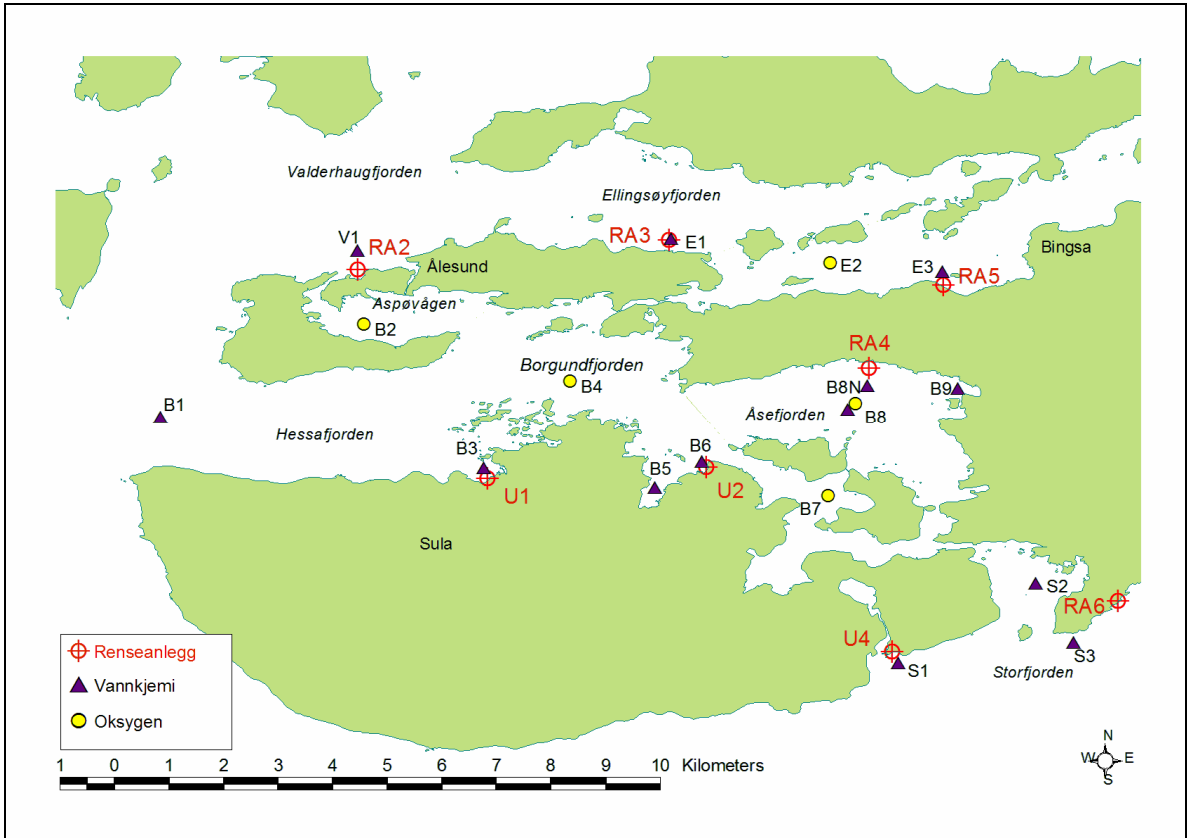 Valderhaugfjorden
Ellingsøyfjorden
V1
RA2
RA3
E1
Bingsa
Ålesund
E2
E3
RA5
Aspøvågen
B2
RA4
Borgundfjorden
B4
B8N
B9
B1
Åsefjorden
B8
Hessafjorden
B3
B6
B5
U1
U2
B7
Sula
S2
RA6
U4
S1
S3
Storfjorden
Renseanlegg
Vannkjemi
Oksygen
1 0 1 2 3 4 5 6 7 8 9 10 Kilometers
N
W E
S